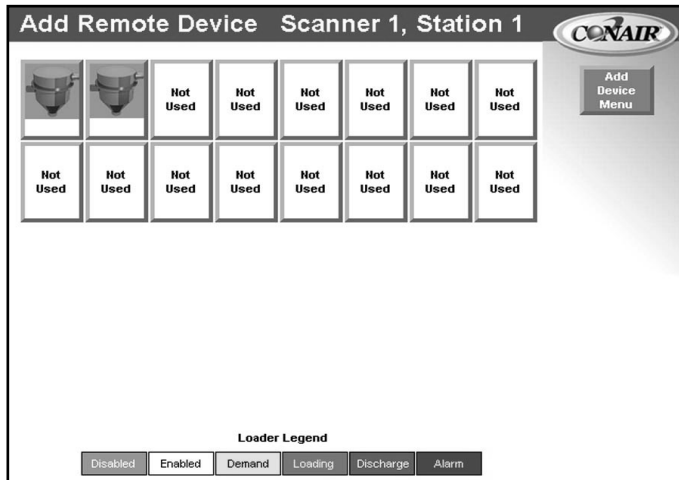 Add Remote Device Scanner 1, Station 1
CONAIR
Add
Device
Menu
Not Not Not Not Not Not
Used Used Used Used Used Used
Not Not Not Not Not Not Not Not
Used Used Used Used Used Used Used Used
Loader Legend
Disabled Enabled Demand Loading Discharge Alarm